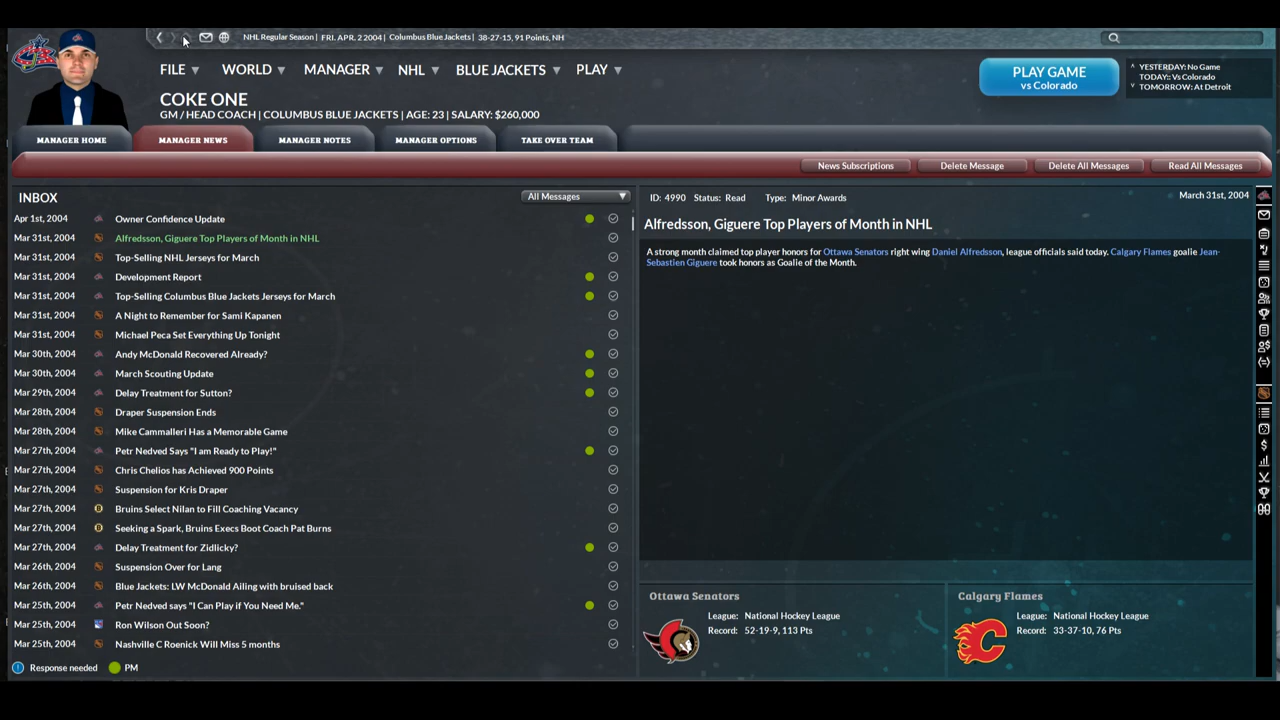 NHL Regular Season | FRI. APR. 2 2004 | Columbus Blue Jackets | 38-27-15, 91 Points, NH
FILE WORLD MANAGER NHL BLUE JACKETS PLAY
PLAY GAME
vs Colorado
YESTERDAY: No Game
TODAY:: Vs Colorado
TOMORROW: At Detroit
COKE ONE
GM / HEAD COACH | COLUMBUS BLUE JACKETS | AGE: 23 | SALARY: $260,000
MANAGER HOME MANAGER NEWS MANAGER NOTES MANAGER OPTIONS TAKE OVER TEAM
News Subscriptions Delete Message Delete All Messages Read All Messages
INBOX All Messages
Apr 1st, 2004 Owner Confidence Update
Mar 31st, 2004 Alfredsson, Giguere Top Players of Month in NHL
Mar 31st, 2004 Top-Selling NHL Jerseys for March
Mar 31st, 2004 Development Report
Mar 31st, 2004 Top-Selling Columbus Blue Jackets Jerseys for March
Mar 31st, 2004 A Night to Remember for Sami Kapanen
Mar 31st, 2004 Michael Peca Set Everything Up Tonight
Mar 30th, 2004 Andy McDonald Recovered Already?
Mar 30th, 2004 March Scouting Update
Mar 29th, 2004 Delay Treatment for Sutton?
Mar 28th, 2004 Draper Suspension Ends
Mar 28th, 2004 Mike Cammalleri Has a Memorable Game
Mar 27th, 2004 Petr Nedved Says "I am Ready to Play!"
Mar 27th, 2004 Chris Chelios has Achieved 900 Points
Mar 27th, 2004 Suspension for Kris Draper
Mar 27th, 2004 Bruins Select Nilan to Fill Coaching Vacancy
Mar 27th, 2004 Seeking a Spark, Bruins Execs Boot Coach Pat Burns
Mar 27th, 2004 Delay Treatment for Zidlicky?
Mar 26th, 2004 Suspension Over for Lang
Mar 26th, 2004 Blue Jackets: LW McDonald Ailing with bruised back
Mar 25th, 2004 Petr Nedved says "I Can Play if You Need Me."
Mar 25th, 2004 Ron Wilson Out Soon?
Mar 25th, 2004 Nashville C Roenick Will Miss 5 months
Response needed PM
ID: 4990 Status: Read Type: Minor Awards March 31st, 2004
Alfredsson, Giguere Top Players of Month in NHL
A strong month claimed top player honors for Ottawa Senators right wing Daniel Alfredsson, league officials said today. Calgary Flames goalie Jean-
Sebastien Giguere took honors as Goalie of the Month.
Ottawa Senators
League: National Hockey League
Record: 52-19-9, 113 Pts
Calgary Flames
League: National Hockey League
Record: 33-37-10, 76 Pts